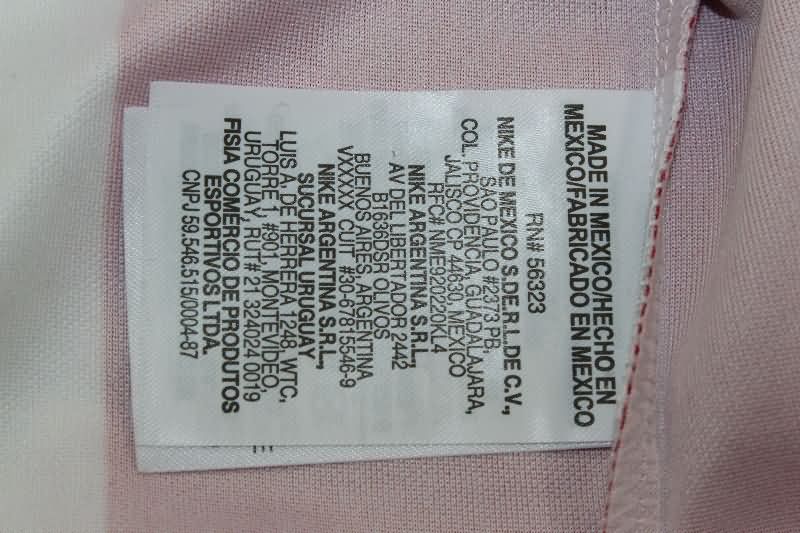 MADE IN MEXICO/HECHO EN
MEXICO/FABRICADO EN MEXICO
RN# 56323
NIKE DE MEXICO S.DE.R.L.DE C.V.,
SAO PAULO #2373 PB,
COL. PROVIDENCIA, GUADALAJARA,
JALISCO CP 44630, MEXICO
RFC# NME920220KL4
NIKE ARGENTINA S.R.L,
AV DEL LIBERTADOR 2442
B1636DSR OLIVOS
BUENOS AIRES, ARGENTINA
VXXXXX CUIT #30-67815546-9
NIKE ARGENTINA S.R.L.,
SUCURSAL URUGUAY
LUIS A. DE HERRERA 1248, WTC,
TORRE 1 #901, MONTEVIDEO,
URUGUAY, RUT# 21 324024 0019
FISIA COMERCIO DE PRODUTOS
ESPORTIVOS LTDA.
CNPJ 59.546.515/0004-87